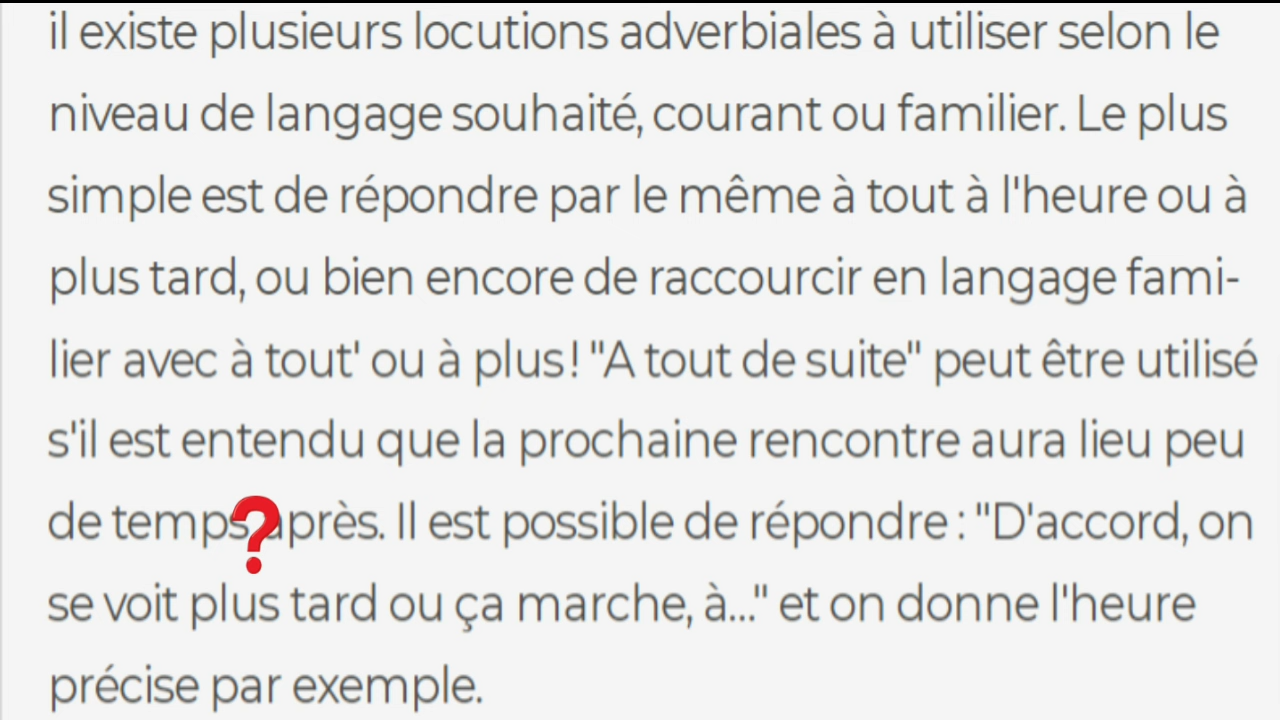 il existe plusieurs locutions adverbiales à utiliser selon le
niveau de langage souhaité, courant ou familier. Le plus
simple est de répondre par le même à tout à l'heure ou à
plus tard, ou bien encore de raccourcir en langage fami-
lier avec à tout' ou à plus! "A tout de suite" peut être utilisé
s'il est entendu que la prochaine rencontre aura lieu peu
de temps après. Il est possible de répondre : "D'accord, on
se voit plus tard ou ça marche, à..." et on donne l'heure
précise par exemple.